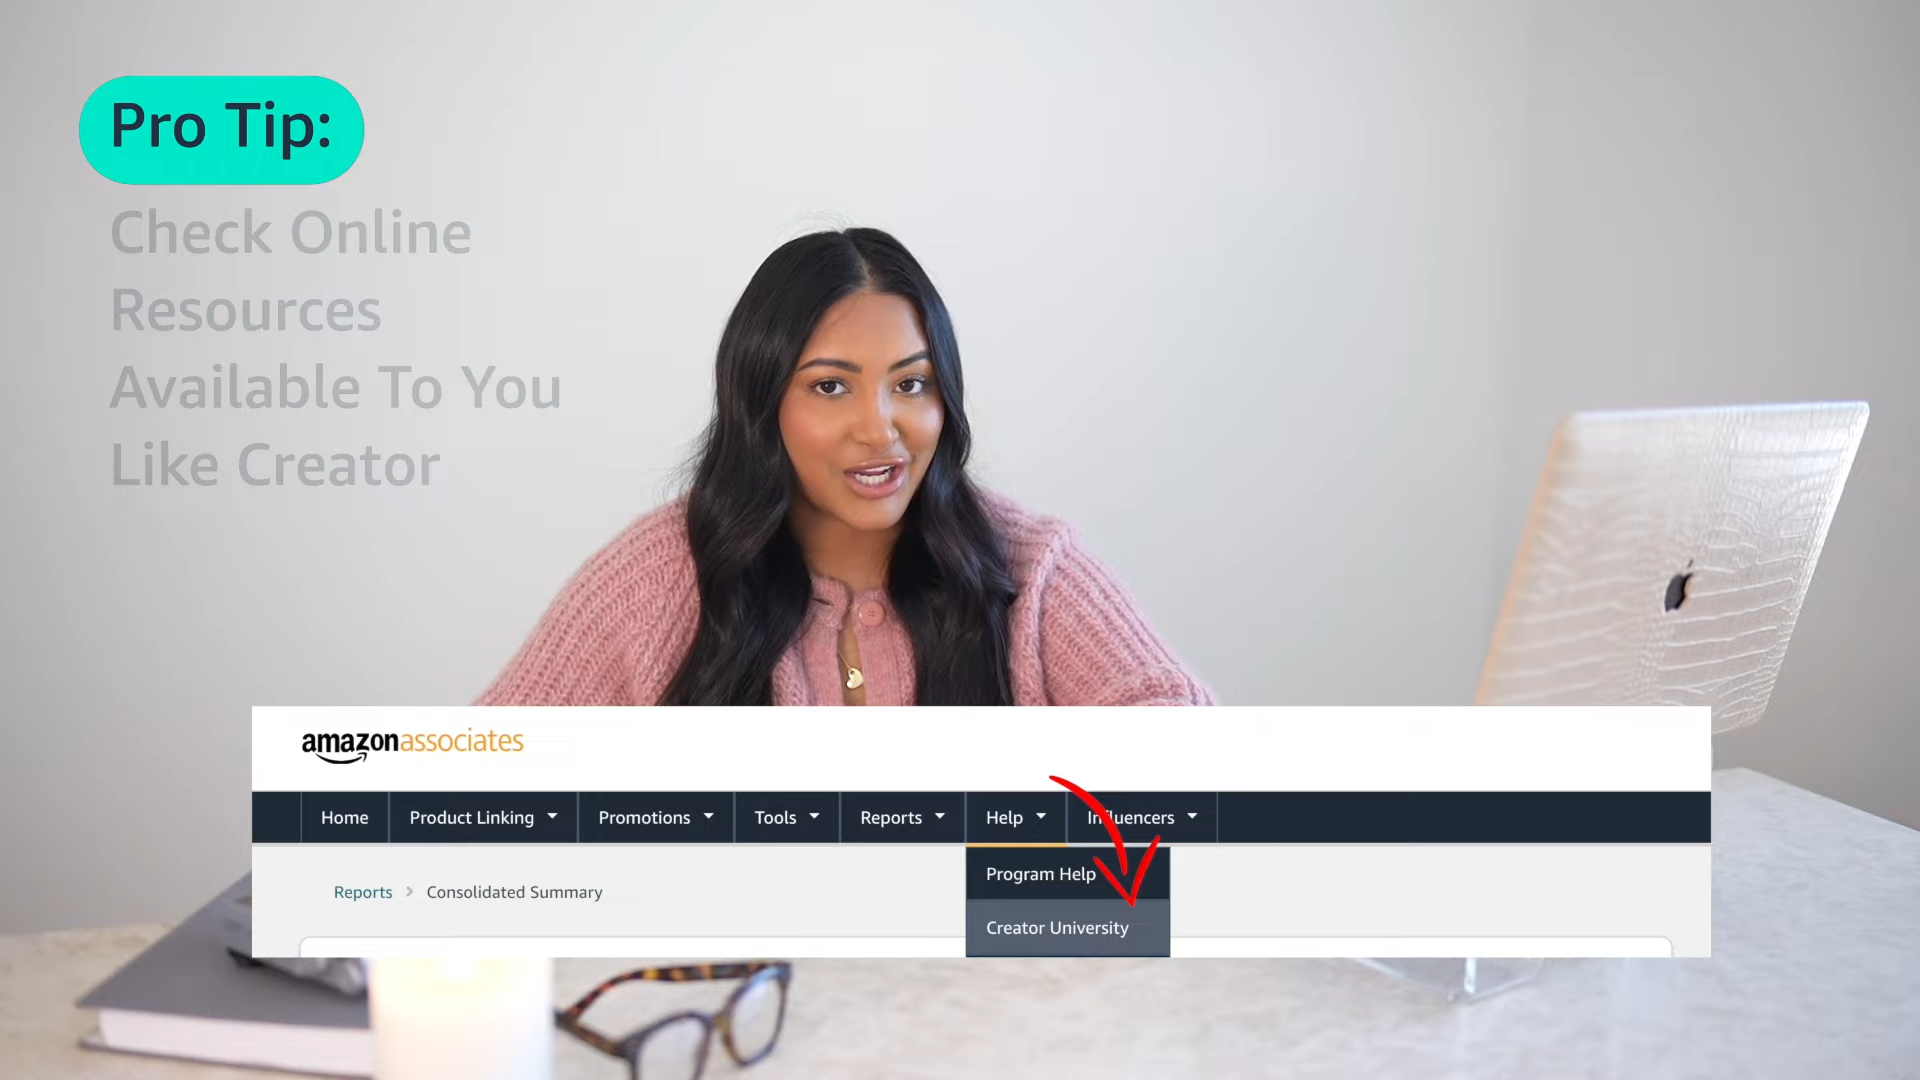 Pro Tip:
Check Online
Resources
Available To You
Like Creator
amazonassociates
Home Product Linking Promotions Tools Reports Help Influencers
Program Help
Reports > Consolidated Summary
Creator University